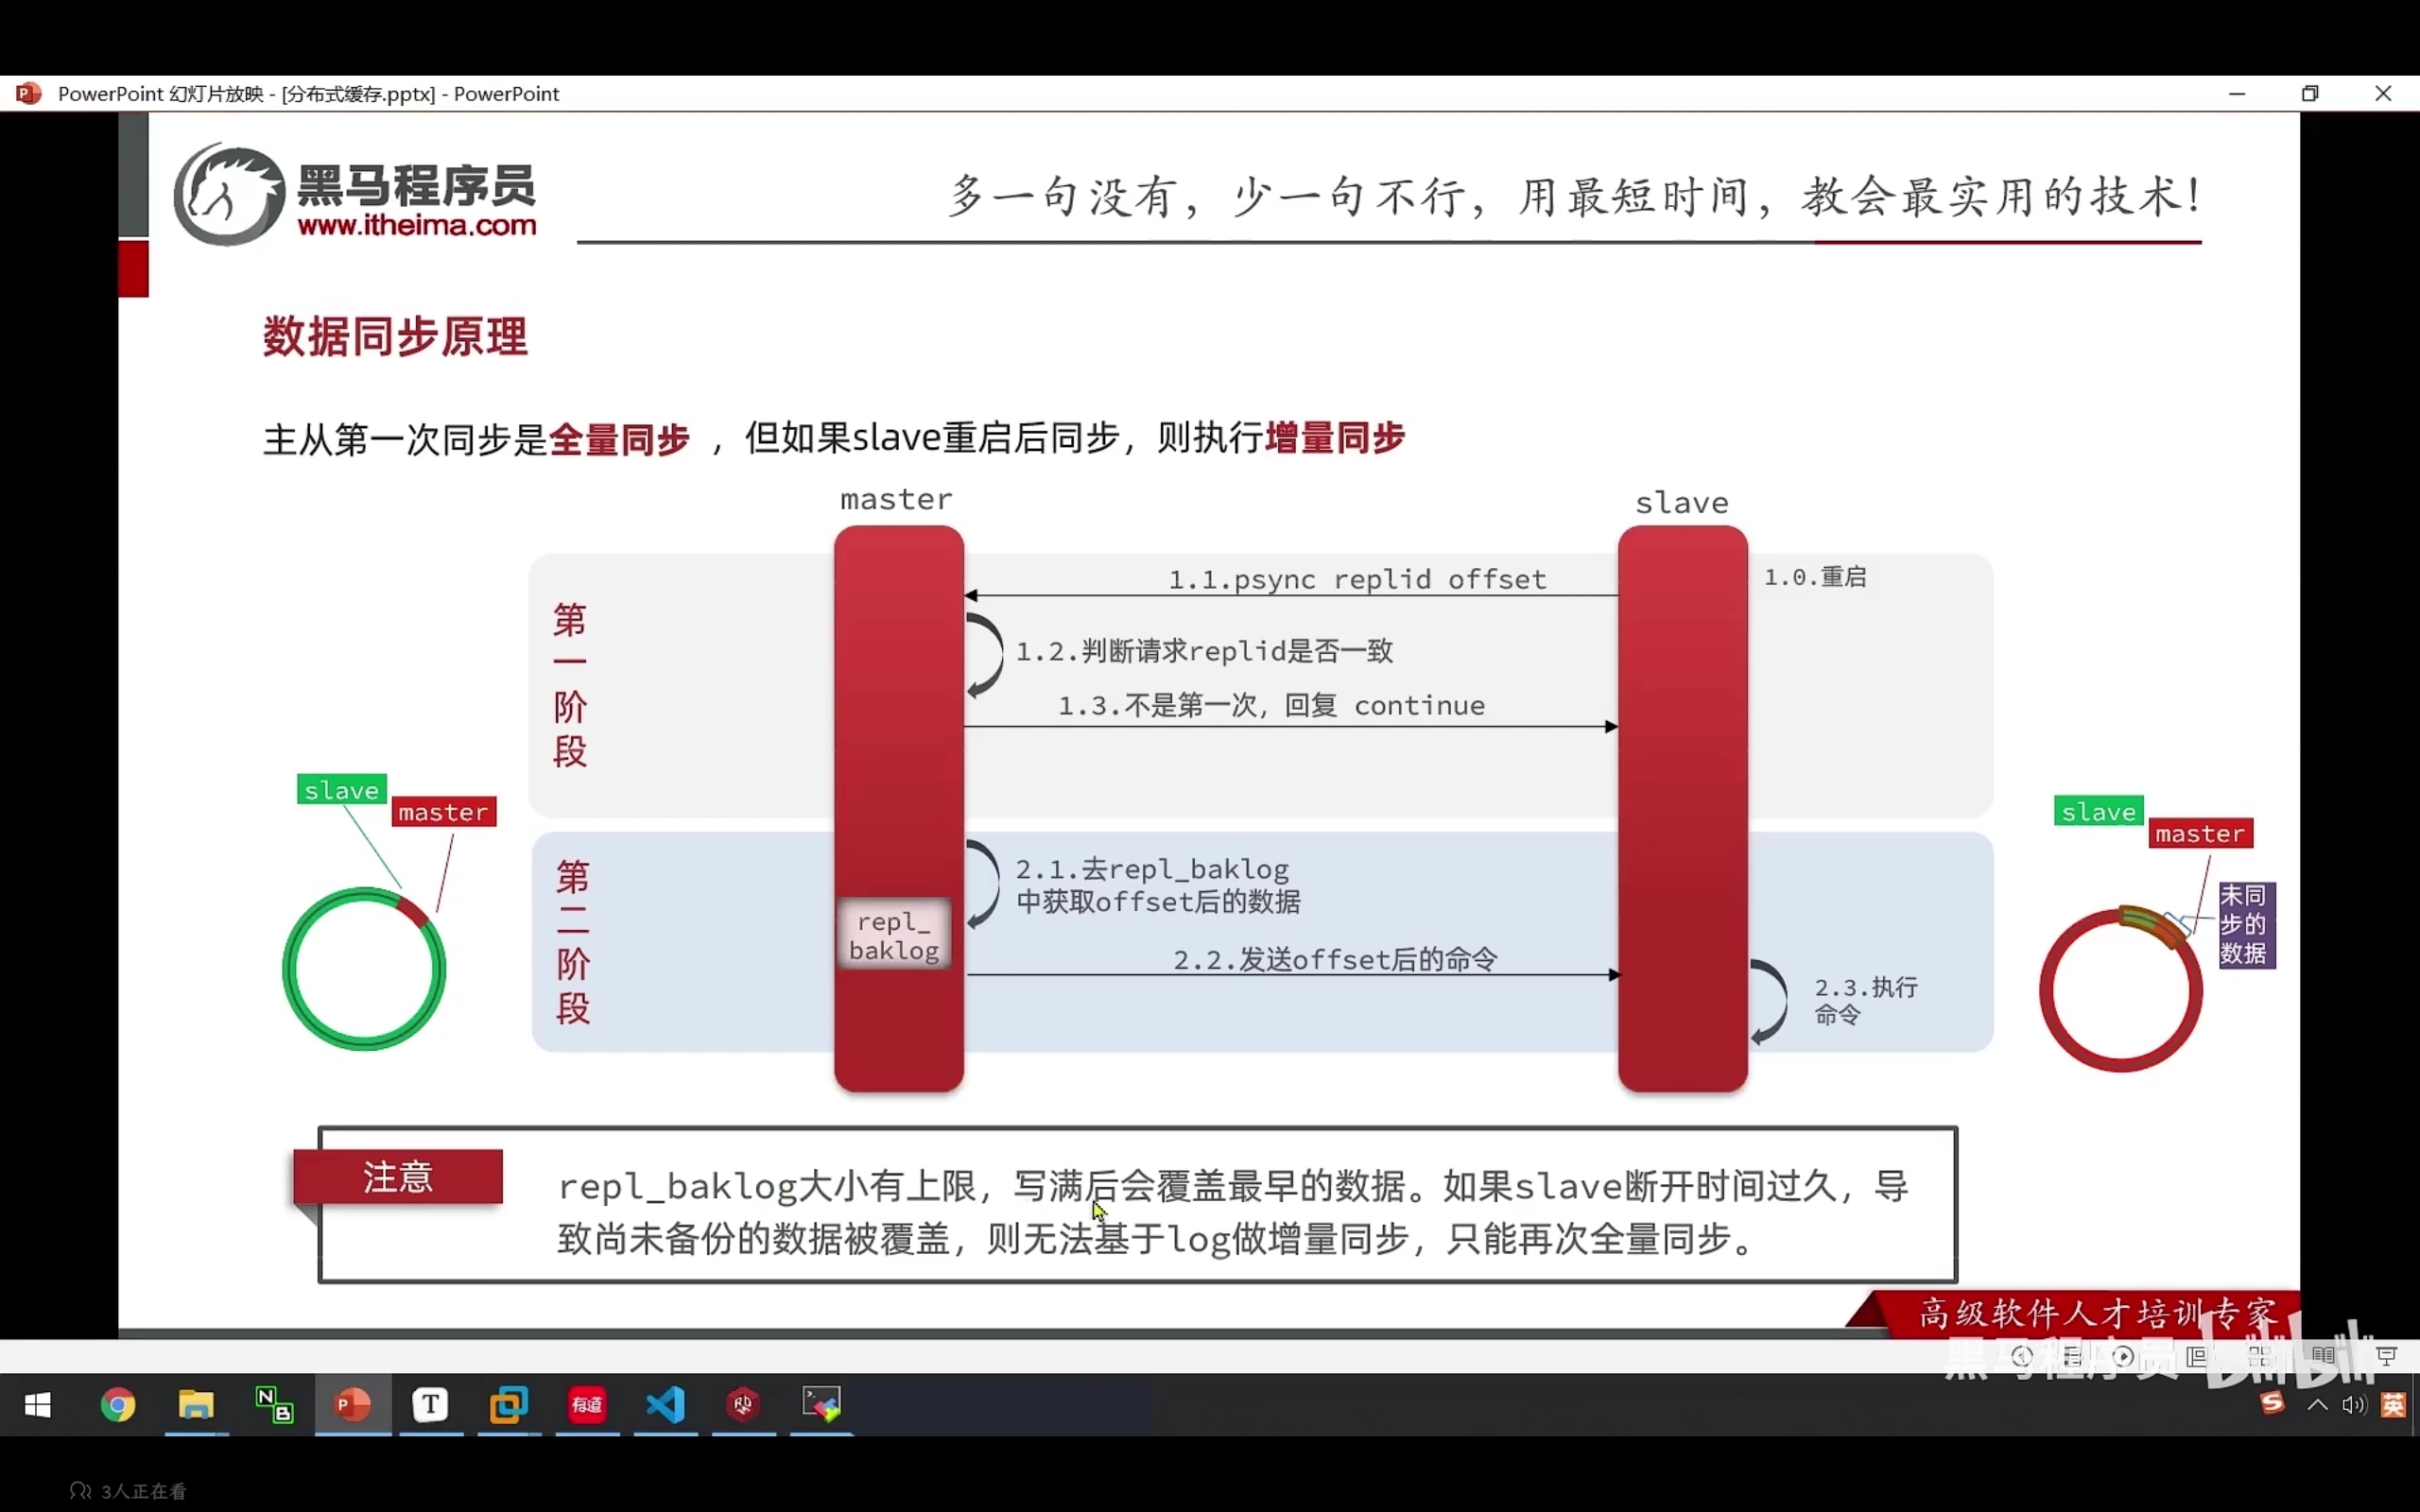 PowerPoint 幻灯片放映 - [分布式缓存.pptx] - PowerPoint
黑马程序员
www.itheima.com
多一句没有，少一句不行，用最短时间，教会最实用的技术！
数据同步原理
主从第一次同步是全量同步 ，但如果slave重启后同步，则执行增量同步
master
slave
第一阶段
1.1.psync replid offset
1.0.重启
1.2.判断请求replid是否一致
1.3.不是第一次，回复 continue
slave
master
slave
master
未同
步的
数据
第二阶段
2.1.去repl_baklog
中获取offset后的数据
repl_
baklog
2.2.发送offset后的命令
2.3.执行
命令
注意
repl_baklog大小有上限，写满后会覆盖最早的数据。如果slave断开时间过久，导
致尚未备份的数据被覆盖，则无法基于log做增量同步，只能再次全量同步。
高级软件人才培训专家
黑马程序员 bilibili
有道
英
3人正在看